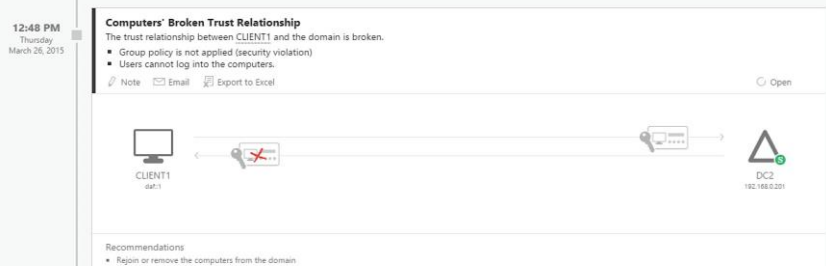 12:48 PM
Thursday
March 26, 2015
Computers' Broken Trust Relationship
The trust relationship between CLIENT1 and the domain is broken.
Group policy is not applied (security violation)
Users cannot log into the computers.
Note Email Export to Excel Open
CLIENT1
daf::1
S
DC2
192.168.0.201
Recommendations
Rejoin or remove the computers from the domain